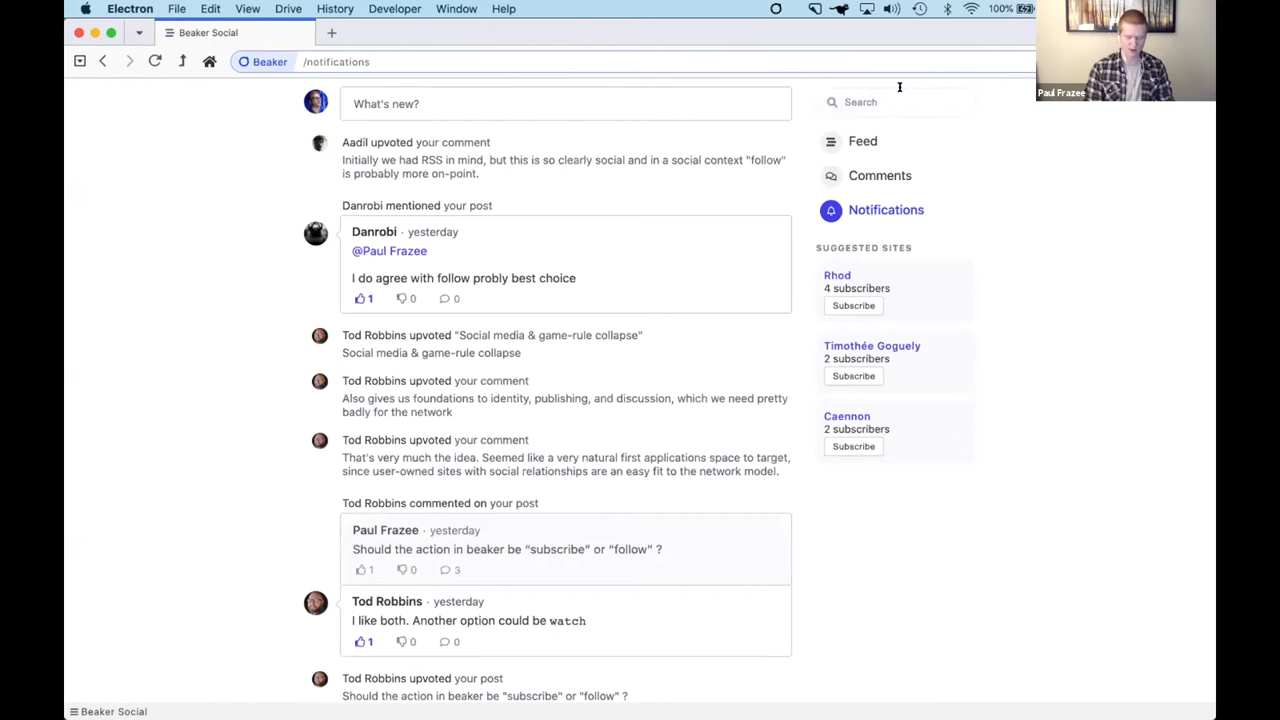 Electron File Edit View Drive History Developer Window Help 100%
Beaker Social
Beaker /notifications
Paul Frazee
What's new?
Search
Aadil upvoted your comment
Initially we had RSS in mind, but this is so clearly social and in a social context "follow"
is probably more on-point.
Feed
Comments
Notifications
Danrobi mentioned your post
Danrobi · yesterday
@Paul Frazee
I do agree with follow probly best choice
1 0 0
SUGGESTED SITES
Rhod
4 subscribers
Subscribe
Timothée Goguely
2 subscribers
Subscribe
Caennon
2 subscribers
Subscribe
Tod Robbins upvoted "Social media & game-rule collapse"
Social media & game-rule collapse
Tod Robbins upvoted your comment
Also gives us foundations to identity, publishing, and discussion, which we need pretty
badly for the network
Tod Robbins upvoted your comment
That's very much the idea. Seemed like a very natural first applications space to target,
since user-owned sites with social relationships are an easy fit to the network model.
Tod Robbins commented on your post
Paul Frazee · yesterday
Should the action in beaker be “subscribe” or “follow” ?
1 0 3
Tod Robbins · yesterday
I like both. Another option could be watch
1 0 0
Tod Robbins upvoted your post
Should the action in beaker be "subscribe" or "follow" ?
Beaker Social